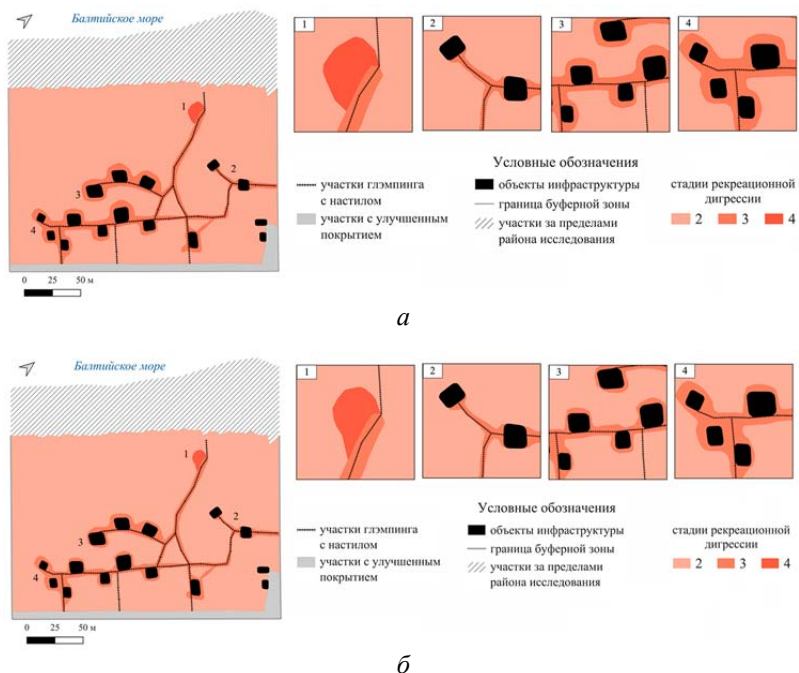 Балтийское море
1
2
3
4
0 25 50 м
1
2
3
4
Условные обозначения
участки глэмпинга
с настилом
участки с улучшенным
покрытием
объекты инфраструктуры
граница буферной зоны
участки за пределами
района исследования
стадии рекреационной
дигрессии
2 3 4
а
Балтийское море
1
2
3
4
0 25 50 м
1
2
3
4
Условные обозначения
участки глэмпинга
с настилом
участки с улучшенным
покрытием
объекты инфраструктуры
граница буферной зоны
участки за пределами
района исследования
стадии рекреационной
дигрессии
2 3 4
б